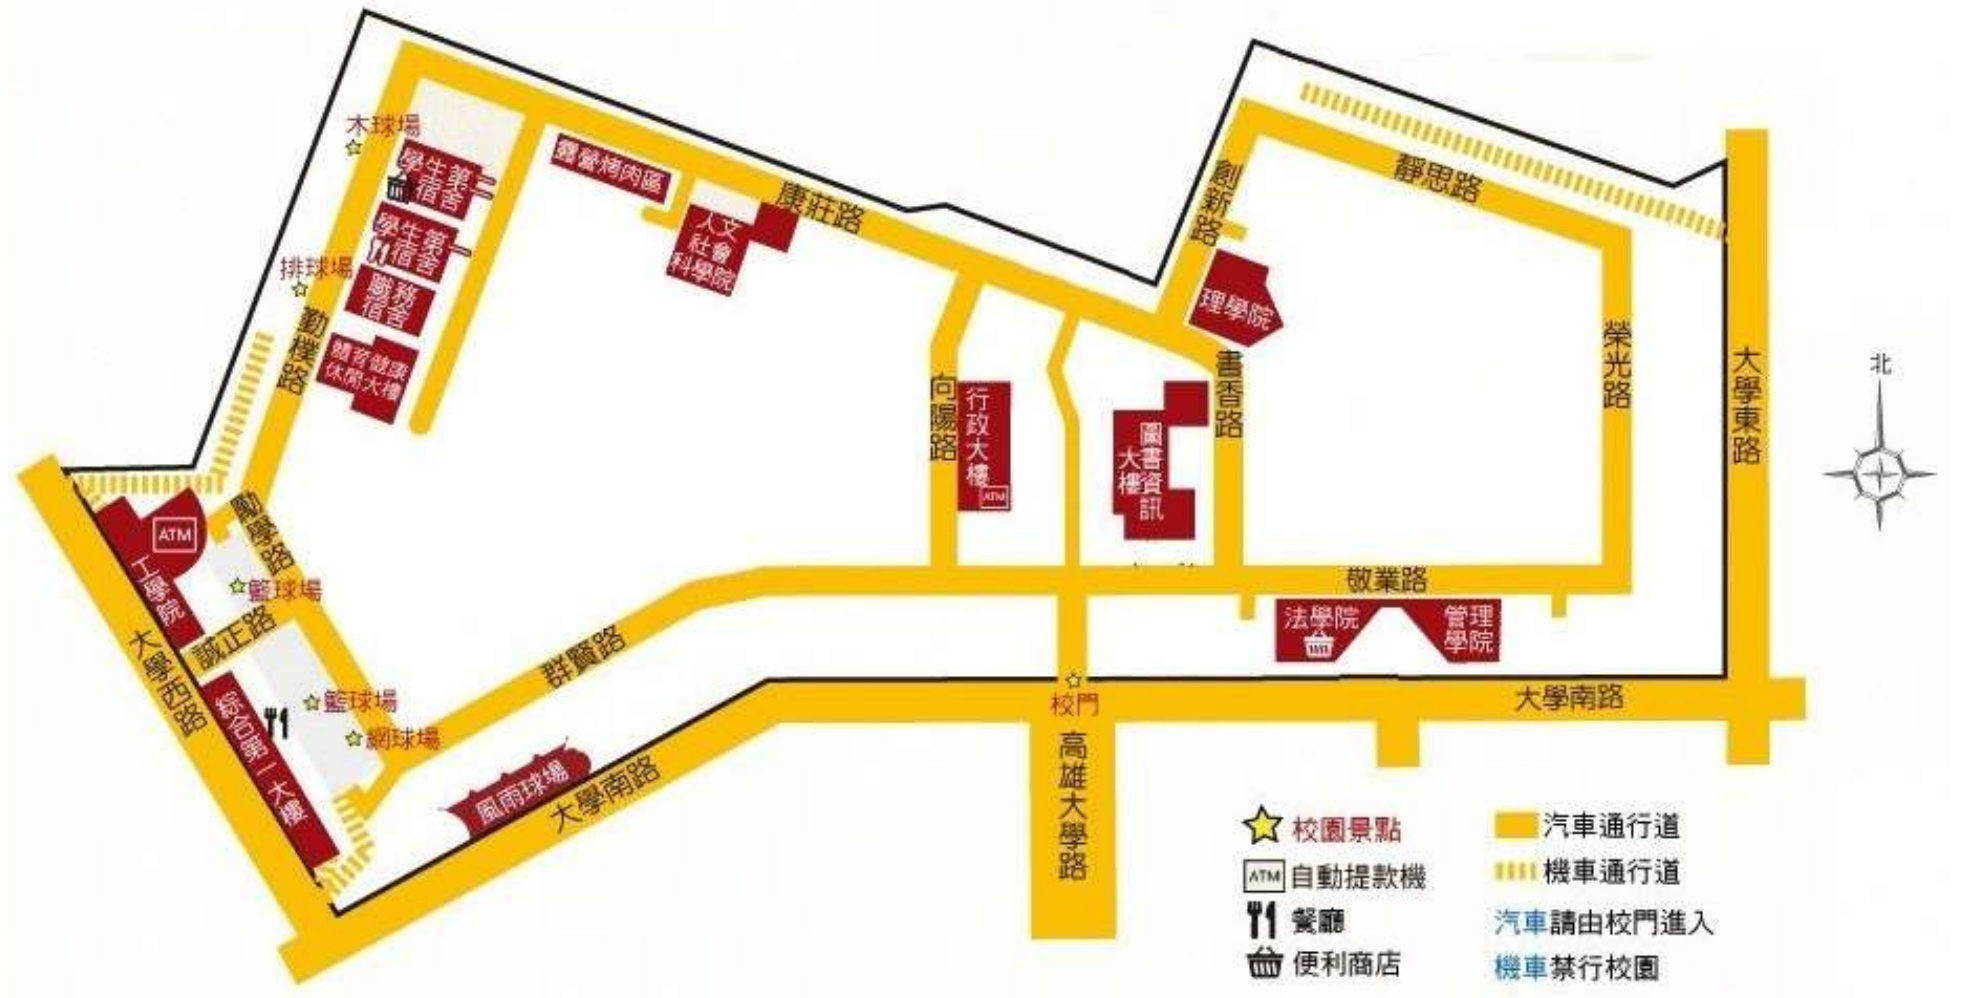 木球場
學生第二
宿舍
學生第一
宿舍
排球場
職務
宿舍
體育健康
休閒大樓
勤樸路
露營烤肉區
人文
社會
科學院
康莊路
創新路
靜思路
理學院
榮光路
大學東路
北
向陽路
行政大樓
ATM
圖書資訊
大樓
書香路
勵學路
ATM
工學院
籃球場
誠正路
大學西路
綜合第一大樓
籃球場
網球場
群賢路
風雨球場
大學南路
敬業路
法學院
管理
學院
校門
大學南路
高雄大學路
校園景點
ATM 自動提款機
餐廳
便利商店
汽車通行道
機車通行道
汽車請由校門進入
機車禁行校園